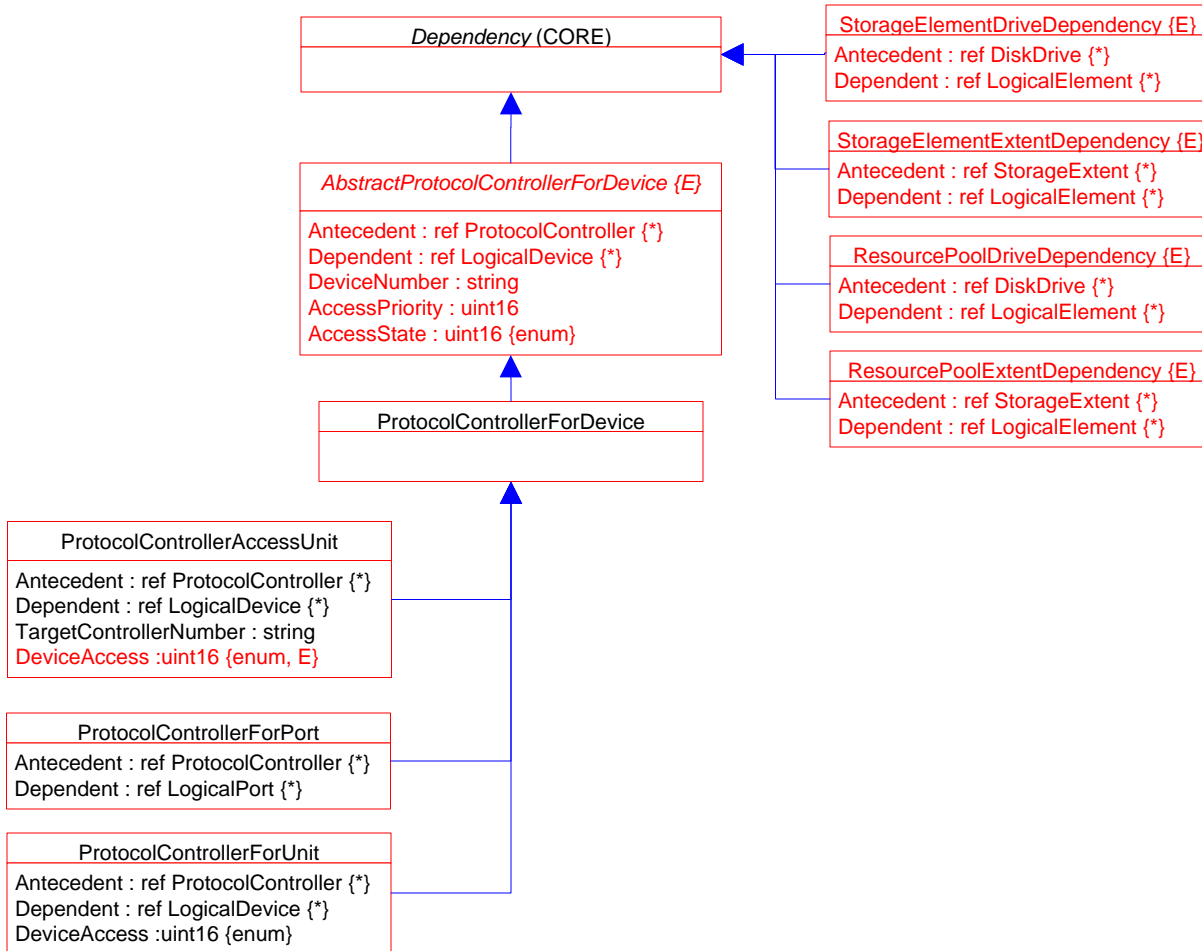 Dependency (CORE)
AbstractProtocolControllerForDevice {E}
Antecedent : ref ProtocolController {*}
Dependent : ref LogicalDevice {*}
DeviceNumber : string
AccessPriority : uint16
AccessState : uint16 {enum}
ProtocolControllerForDevice
ProtocolControllerAccessUnit
Antecedent : ref ProtocolController {*}
Dependent : ref LogicalDevice {*}
TargetControllerNumber : string
DeviceAccess :uint16 {enum, E}
ProtocolControllerForPort
Antecedent : ref ProtocolController {*}
Dependent : ref LogicalPort {*}
ProtocolControllerForUnit
Antecedent : ref ProtocolController {*}
Dependent : ref LogicalDevice {*}
DeviceAccess :uint16 {enum}
StorageElementDriveDependency {E}
Antecedent : ref DiskDrive {*}
Dependent : ref LogicalElement {*}
StorageElementExtentDependency {E}
Antecedent : ref StorageExtent {*}
Dependent : ref LogicalElement {*}
ResourcePoolDriveDependency {E}
Antecedent : ref DiskDrive {*}
Dependent : ref LogicalElement {*}
ResourcePoolExtentDependency {E}
Antecedent : ref StorageExtent {*}
Dependent : ref LogicalElement {*}